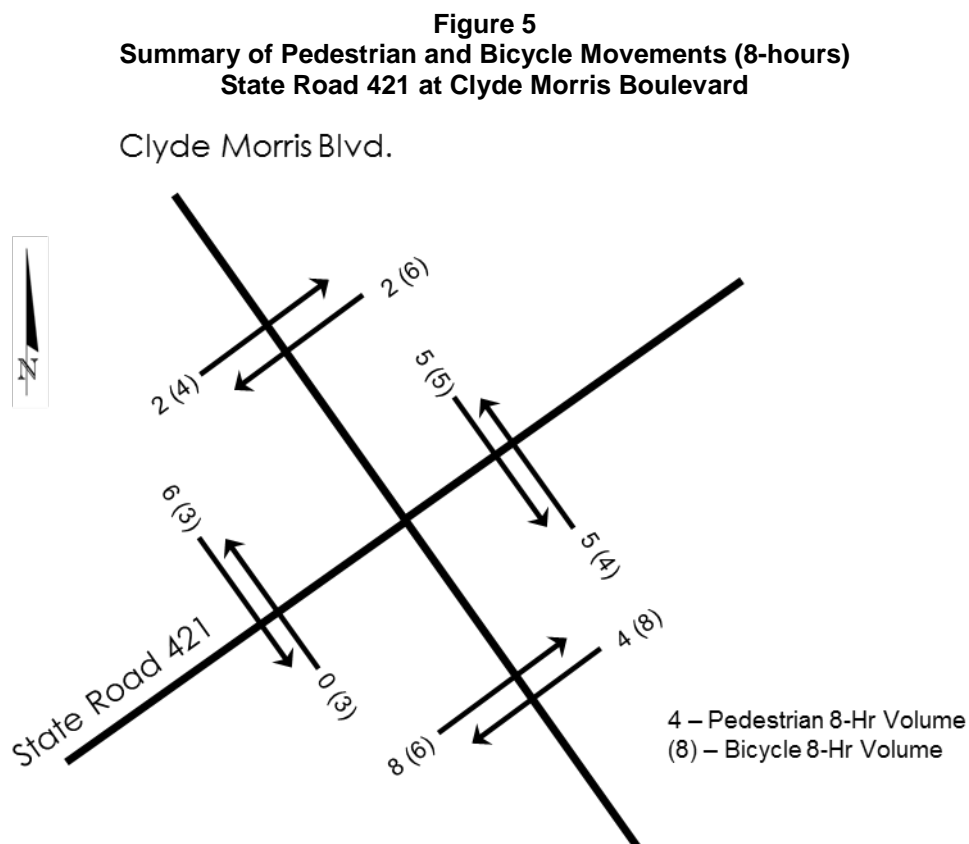 Figure 5
Summary of Pedestrian and Bicycle Movements (8-hours)
State Road 421 at Clyde Morris Boulevard
Clyde Morris Blvd.
N
2 (6)
2 (4)
5 (5)
6 (3)
5 (4)
State Road 421
0 (3)
4 (8)
8 (6)
4 – Pedestrian 8-Hr Volume
(8) – Bicycle 8-Hr Volume